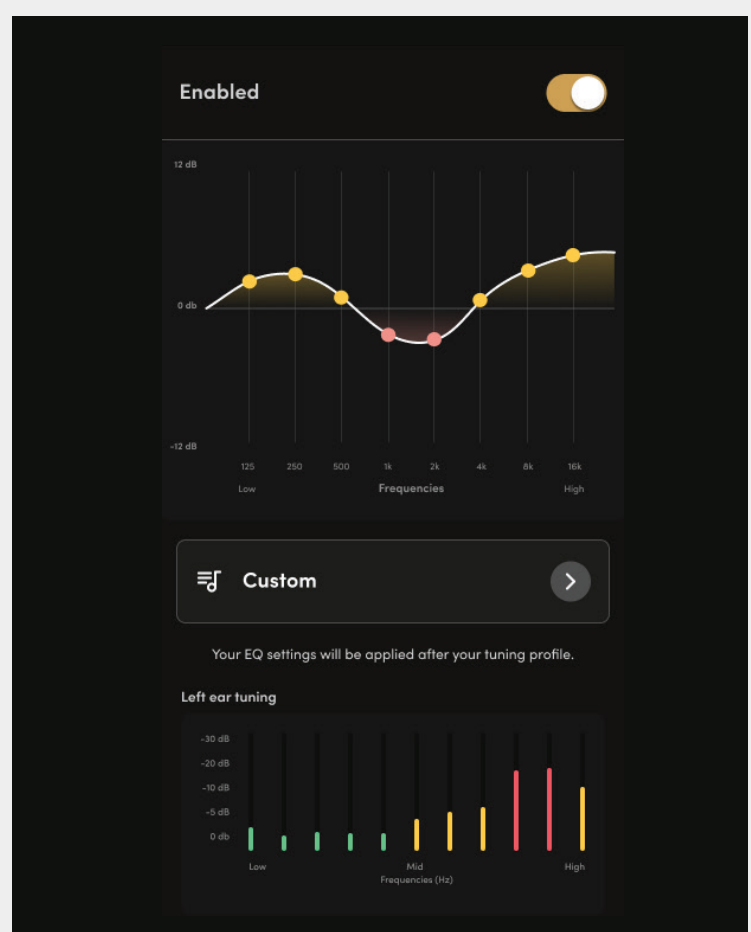 Enabled
12 dB
0 db
-12 dB
125 250 500 1k 2k 4k 8k 16k
Low Frequencies High
Custom
Your EQ settings will be applied after your tuning profile.
Left ear tuning
-30 dB
-20 dB
-10 dB
-5 dB
0 db
Low Mid High
Frequencies (Hz)